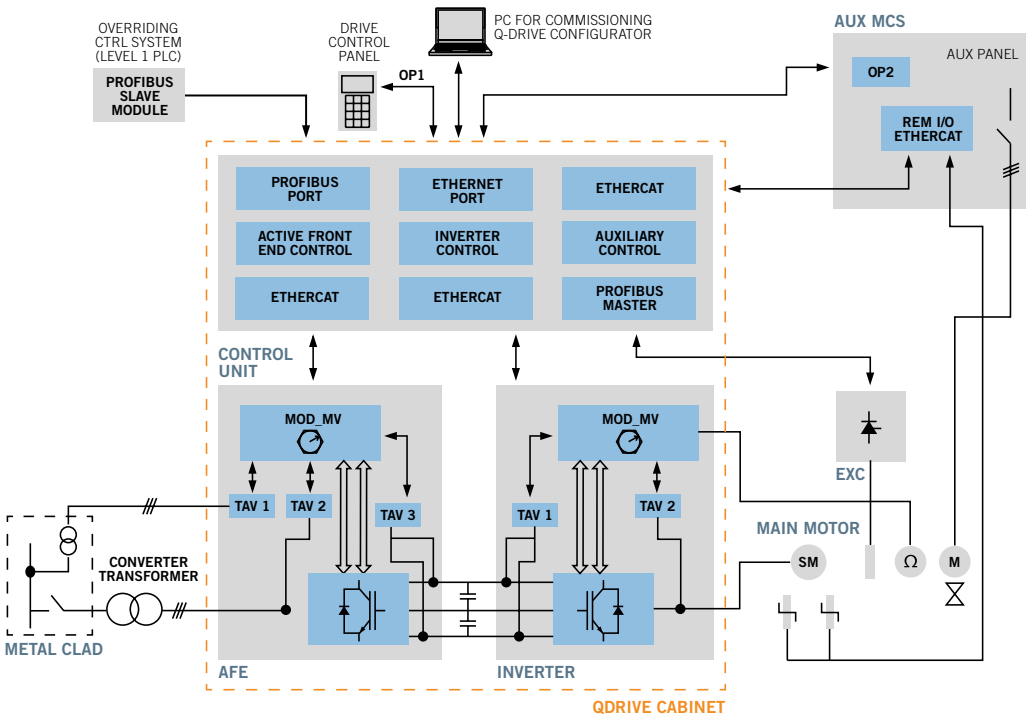 OVERRIDING
CTRL SYSTEM
(LEVEL 1 PLC)
PROFIBUS
SLAVE
MODULE
DRIVE
CONTROL
PANEL
OP1
PC FOR COMMISSIONING
Q-DRIVE CONFIGURATOR
AUX MCS
AUX PANEL
OP2
REM I/O
ETHERCAT
PROFIBUS
PORT
ETHERNET
PORT
ETHERCAT
ACTIVE FRONT
END CONTROL
INVERTER
CONTROL
AUXILIARY
CONTROL
ETHERCAT
ETHERCAT
PROFIBUS
MASTER
CONTROL
UNIT
MOD_MV
TAV 1
TAV 2
TAV 3
AFE
MOD_MV
TAV 1
TAV 2
INVERTER
QDRIVE CABINET
METAL CLAD
CONVERTER
TRANSFORMER
EXC
MAIN MOTOR
SM
Ω
M